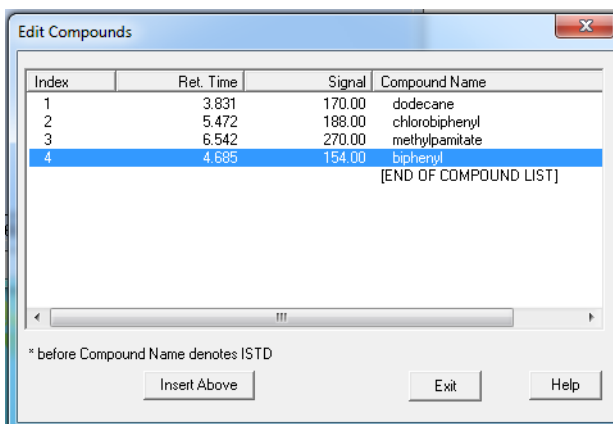 Edit Compounds
Index Ret. Time Signal Compound Name
1 3.831 170.00 dodecane
2 5.472 188.00 chlorobiphenyl
3 6.542 270.00 methylpamitate
4 4.685 154.00 biphenyl
[END OF COMPOUND LIST]
* before Compound Name denotes ISTD
Insert Above Exit Help